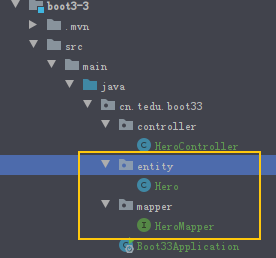 boot3-3
.mvn
src
main
java
cn.tedu.boot33
controller
HeroController
entity
Hero
mapper
HeroMapper
Boot33Application